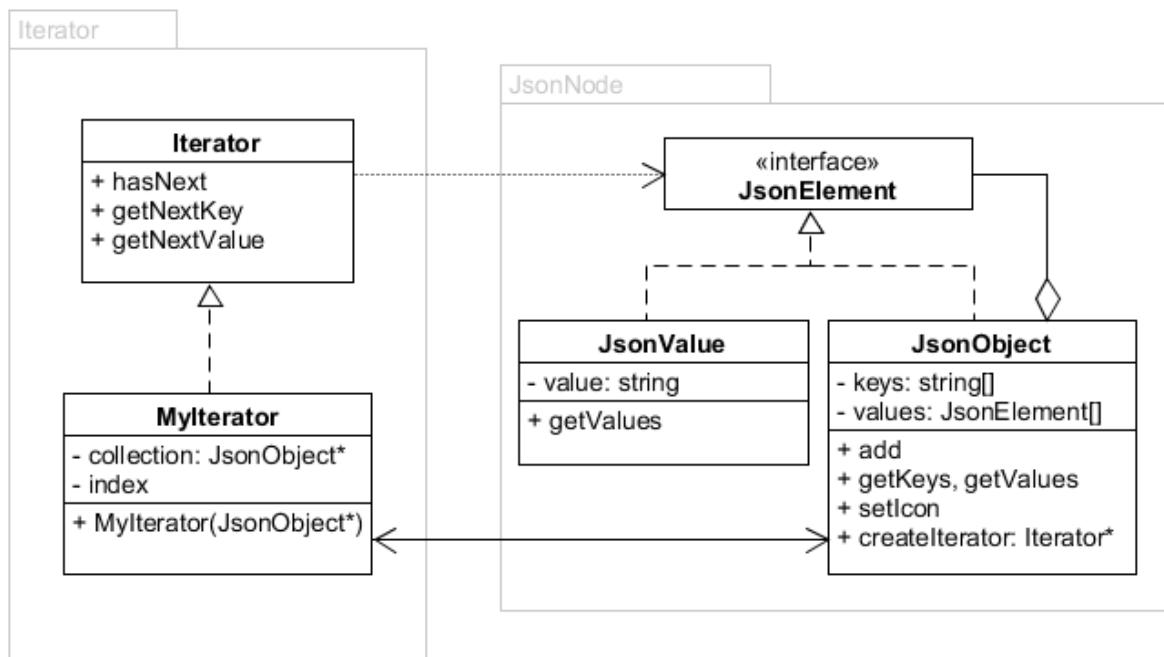 Iterator
Iterator
+ hasNext
+ getNextKey
+ getNextValue
MyIterator
- collection: JsonObject*
- index
+ MyIterator(JsonObject*)
JsonNode
«interface»
JsonElement
JsonValue
- value: string
+ getValues
JsonObject
- keys: string[]
- values: JsonElement[]
+ add
+ getKeys, getValues
+ setIcon
+ createIterator: Iterator*